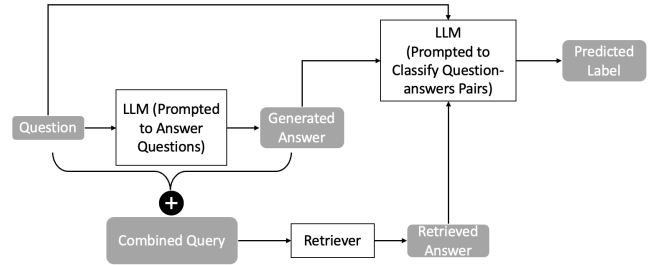 LLM
(Prompted to
Classify Question-
answers Pairs)
Predicted
Label
Question
LLM (Prompted
to Answer
Questions)
Generated
Answer
+
Combined Query
Retriever
Retrieved
Answer